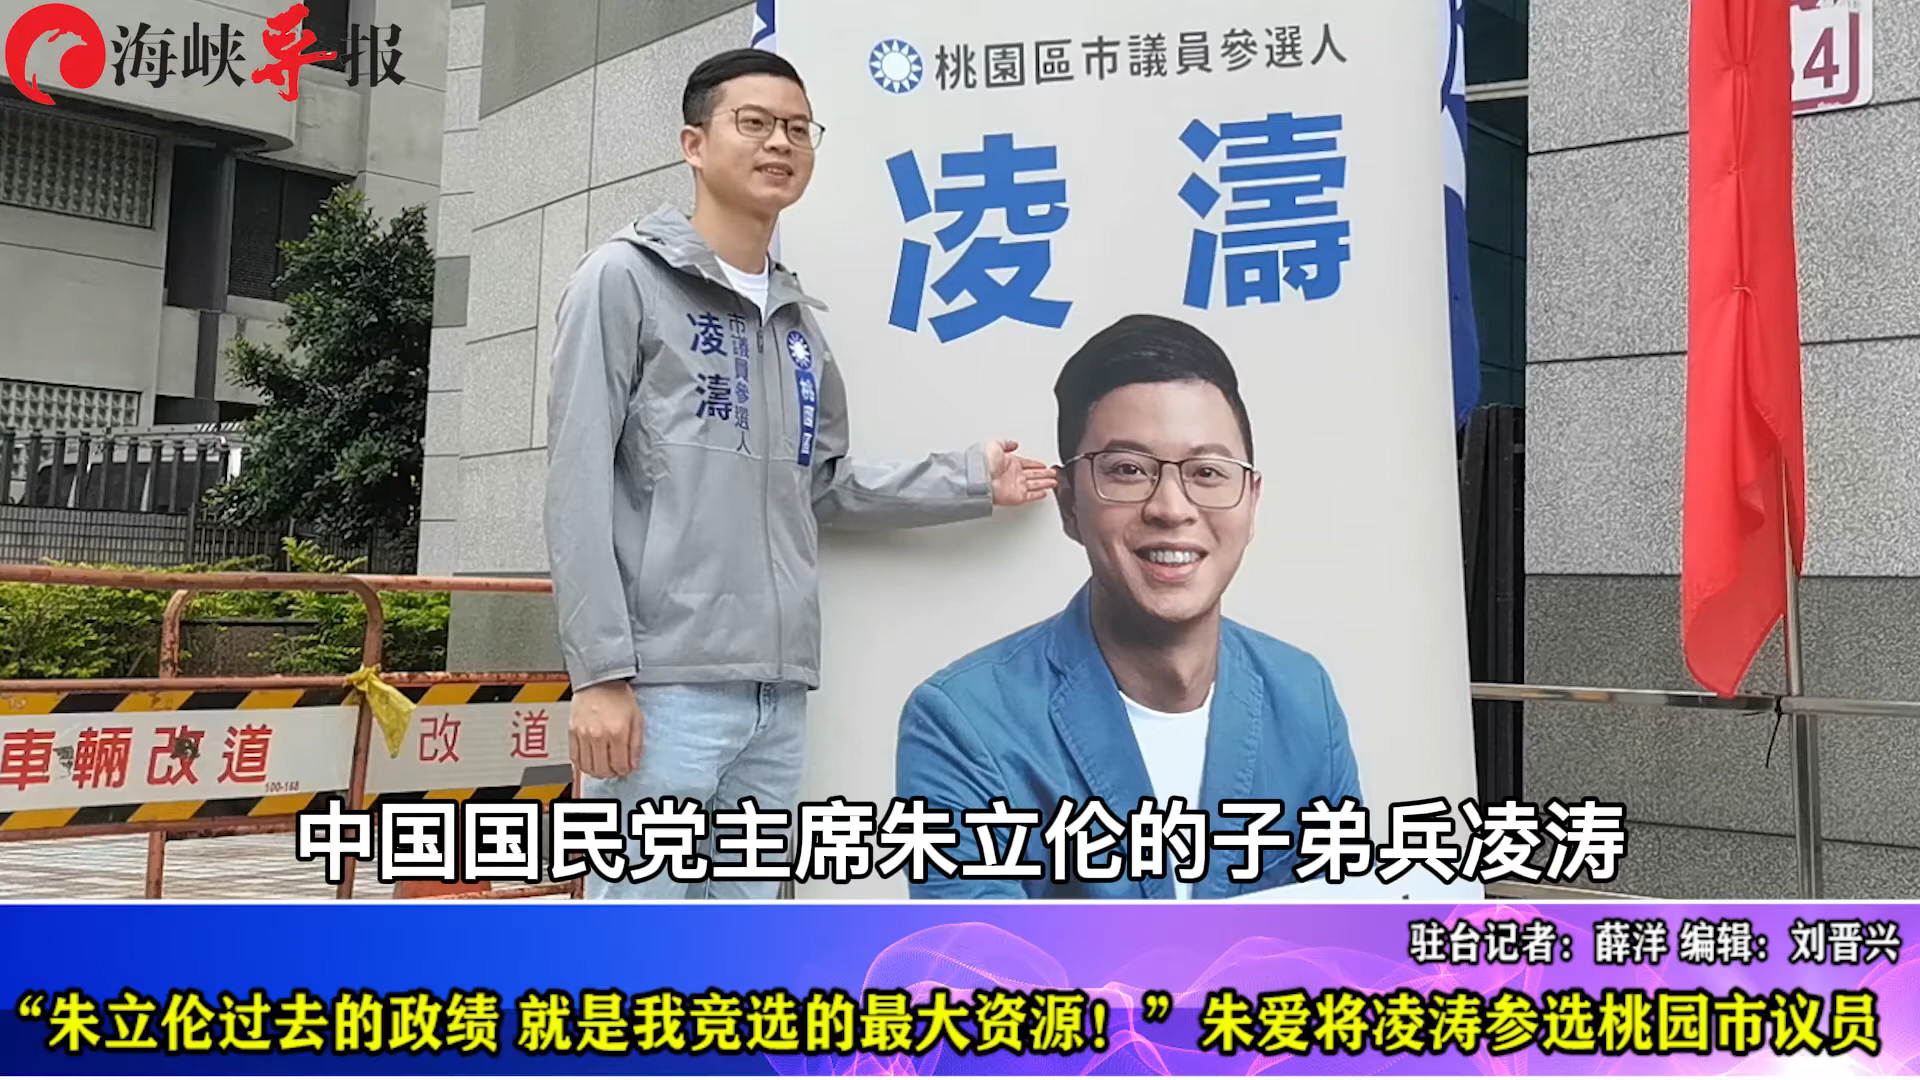 海峡导报
桃園區市議員參選人
凌濤
凌濤
市議員參選人
桃園區
4
車輛改道
100-168
改道
中国国民党主席朱立伦的子弟兵凌涛
驻台记者：薛洋 编辑：刘晋兴
“朱立伦过去的政绩 就是我竞选的最大资源！”朱爱将凌涛参选桃园市议员